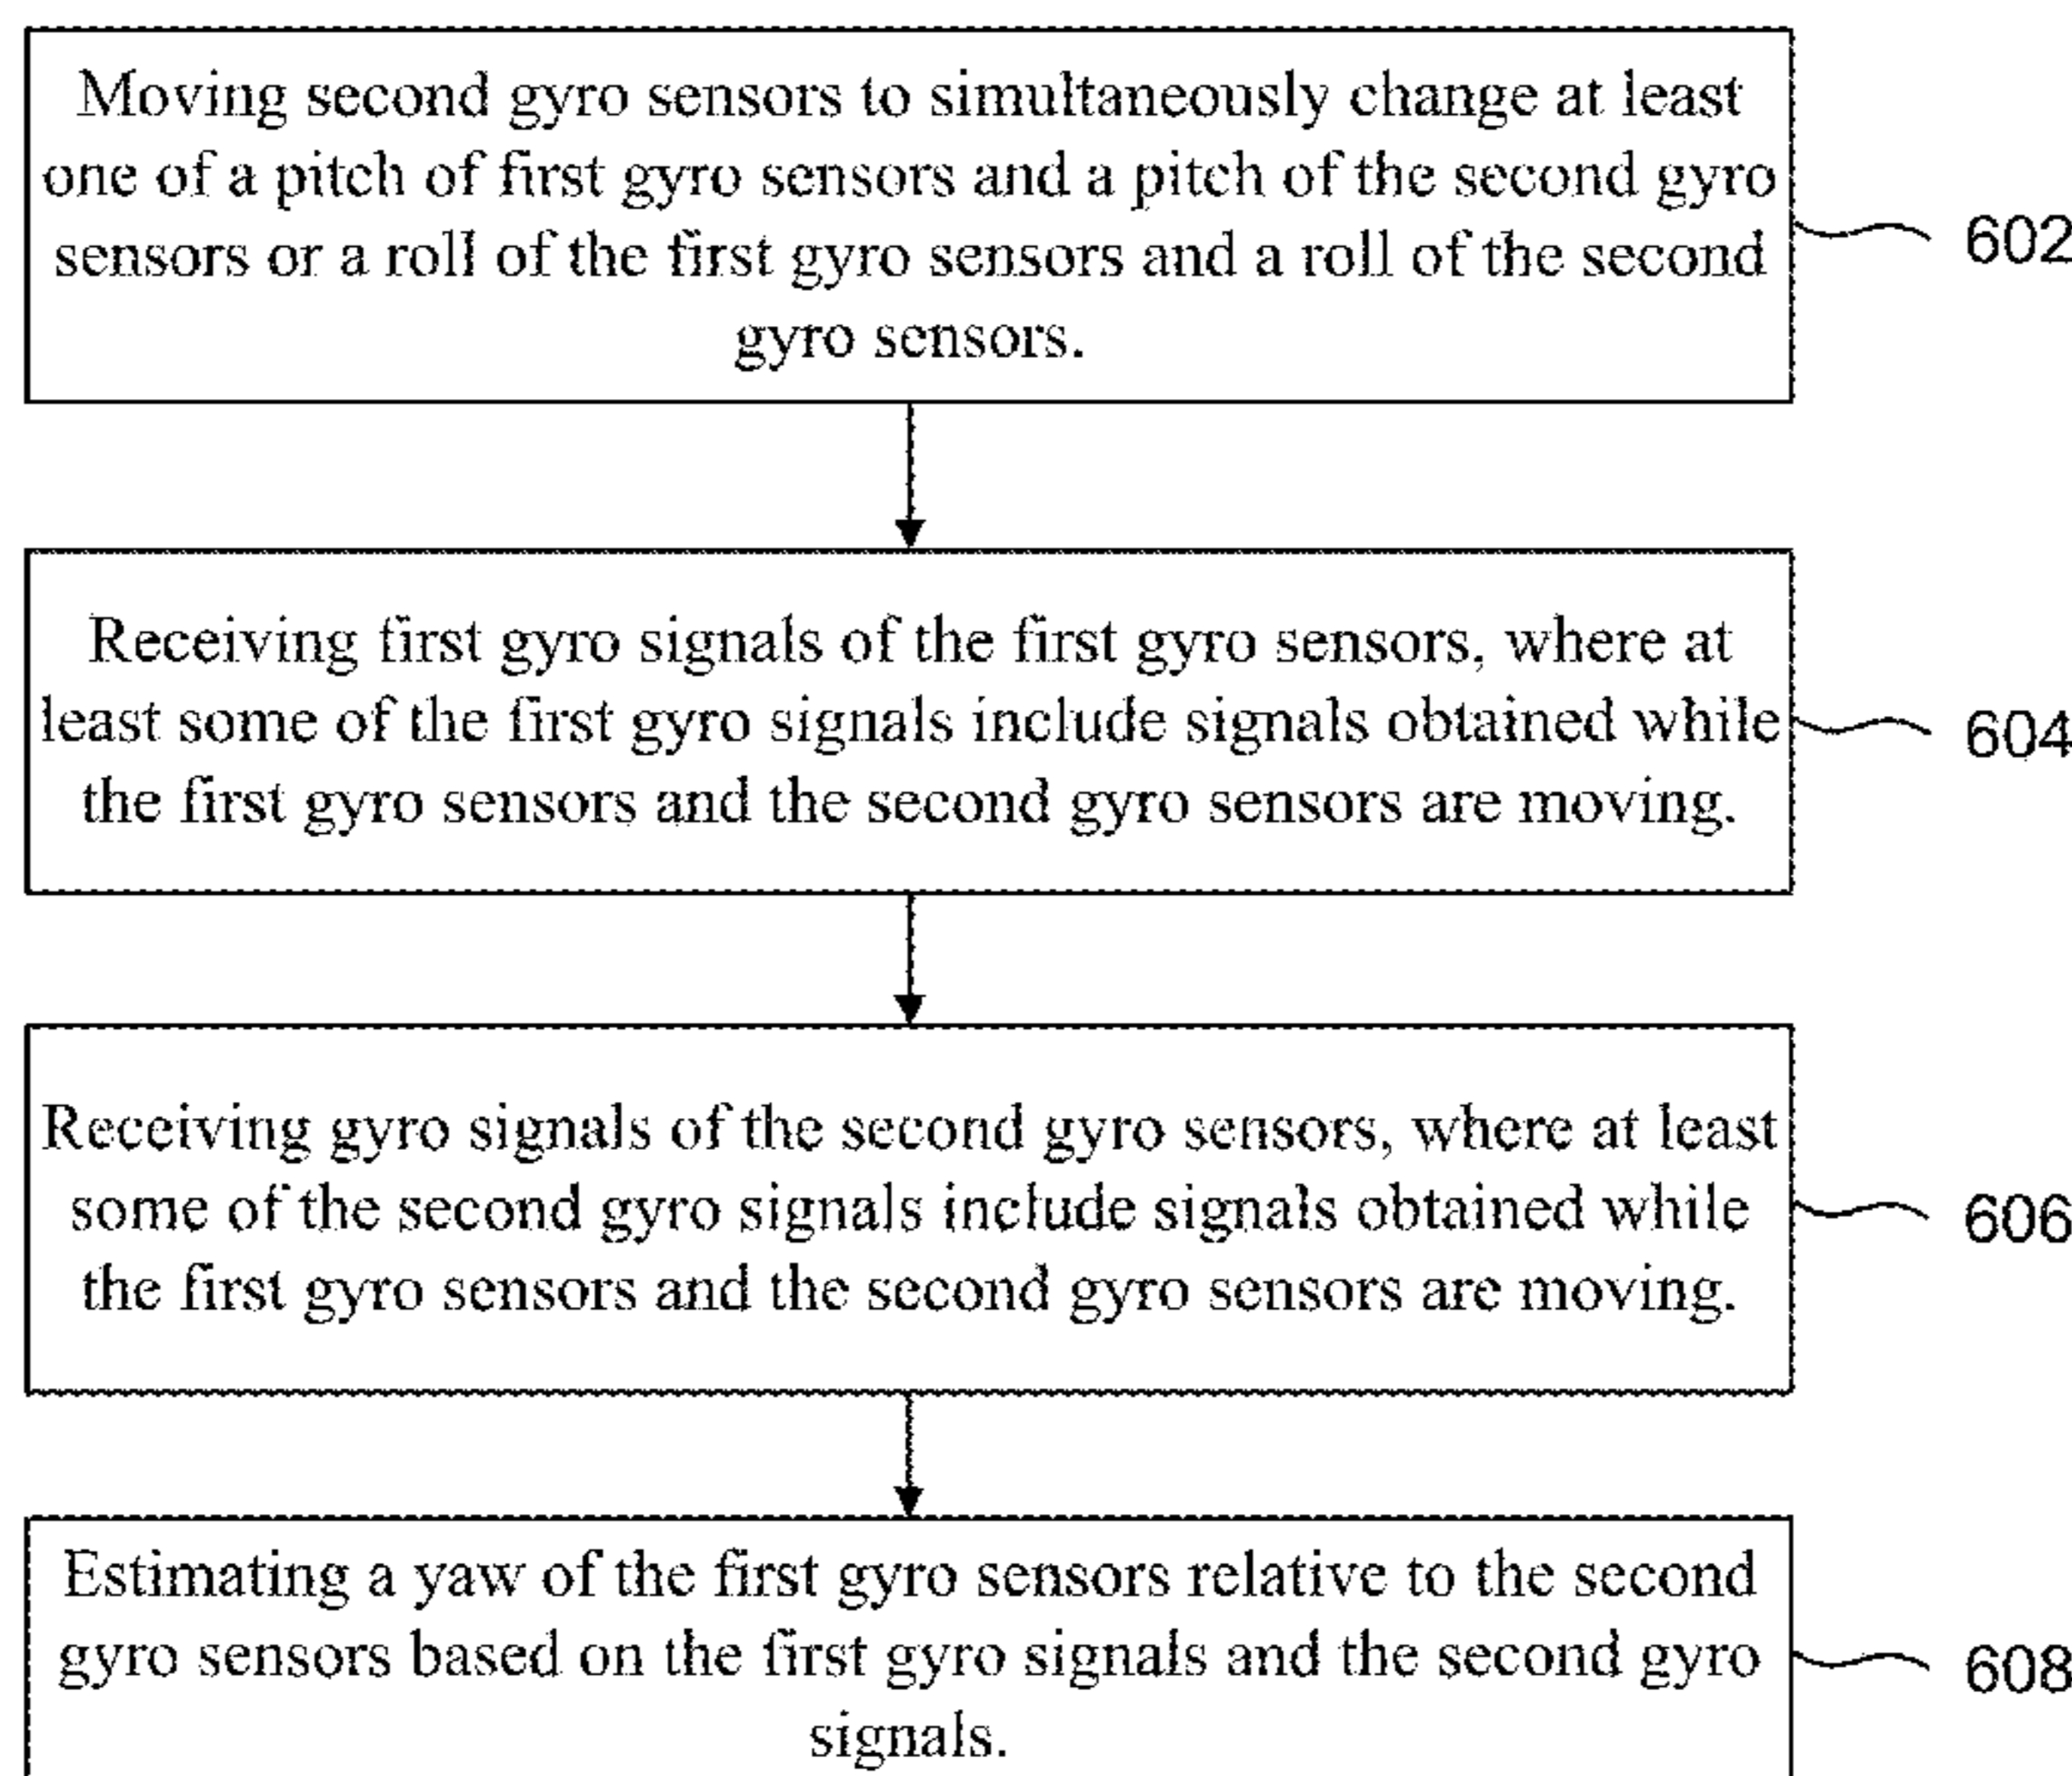 Moving second gyro sensors to simultaneously change at least
one of a pitch of first gyro sensors and a pitch of the second gyro
sensors or a roll of the first gyro sensors and a roll of the second
gyro sensors.
602
Receiving first gyro signals of the first gyro sensors, where at
least some of the first gyro signals include signals obtained while
the first gyro sensors and the second gyro sensors are moving.
604
Receiving gyro signals of the second gyro sensors, where at least
some of the second gyro signals include signals obtained while
the first gyro sensors and the second gyro sensors are moving.
606
Estimating a yaw of the first gyro sensors relative to the second
gyro sensors based on the first gyro signals and the second gyro
signals.
608